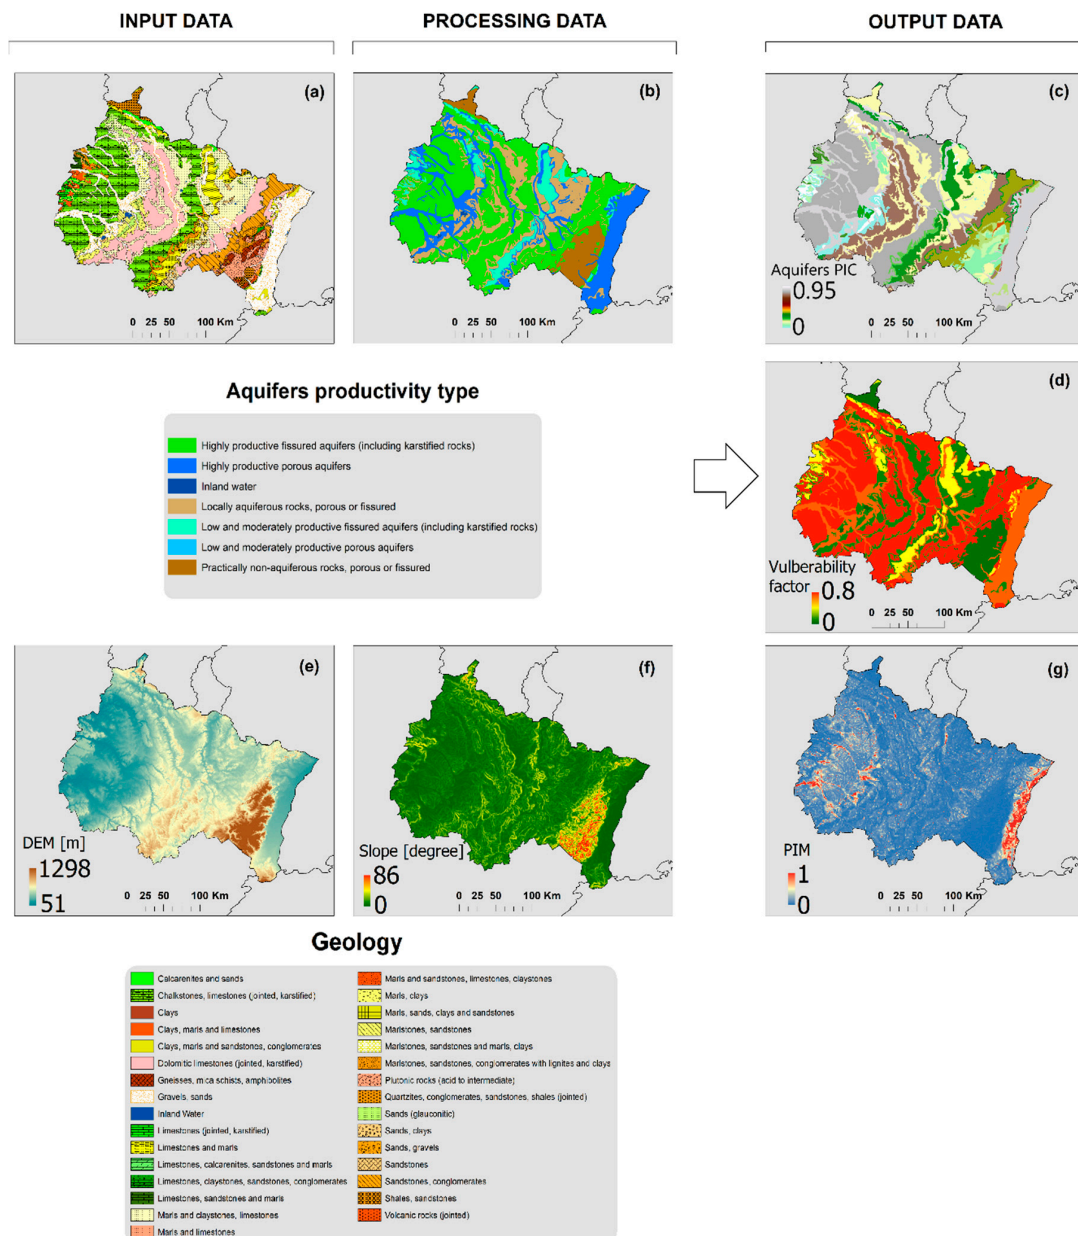 INPUT DATA
PROCESSING DATA
OUTPUT DATA
(a)
0 25 50 100 Km
(b)
0 25 50 100 Km
(c)
Aquifers PIC
0.95
0
0 25 50 100 Km
Aquifers productivity type
Highly productive fissured aquifers (including karstified rocks)
Highly productive porous aquifers
Inland water
Locally aquiferous rocks, porous or fissured
Low and moderately productive fissured aquifers (including karstified rocks)
Low and moderately productive porous aquifers
Practically non-aquiferous rocks, porous or fissured
(d)
Vulberability
factor
0.8
0
0 25 50 100 Km
(e)
DEM [m]
1298
51
0 25 50 100 Km
(f)
Slope [degree]
86
0
0 25 50 100 Km
(g)
PIM
1
0
0 25 50 100 Km
Geology
Calcarenites and sands
Chalkstones, limestones (jointed, karstified)
Clays
Clays, marls and limestones
Clays, marls and sandstones, conglomerates
Dolomitic limestones (jointed, karstified)
Gneisses, mica schists, amphibolites
Gravels, sands
Inland Water
Limestones (jointed, karstified)
Limestones and marls
Limestones, calcarenites, sandstones and marls
Limestones, claystones, sandstones, conglomerates
Limestones, sandstones and marls
Marls and claystones, limestones
Marls and limestones
Marls and sandstones, limestones, claystones
Marls, clays
Marls, sands, clays and sandstones
Marlstones, sandstones
Marlstones, sandstones and marls, clays
Marlstones, sandstones, conglomerates with lignites and clays
Plutonic rocks (acid to intermediate)
Quartzites, conglomerates, sandstones, shales (jointed)
Sands (glauconitic)
Sands, clays
Sands, gravels
Sandstones
Sandstones, conglomerates
Shales, sandstones
Volcanic rocks (jointed)